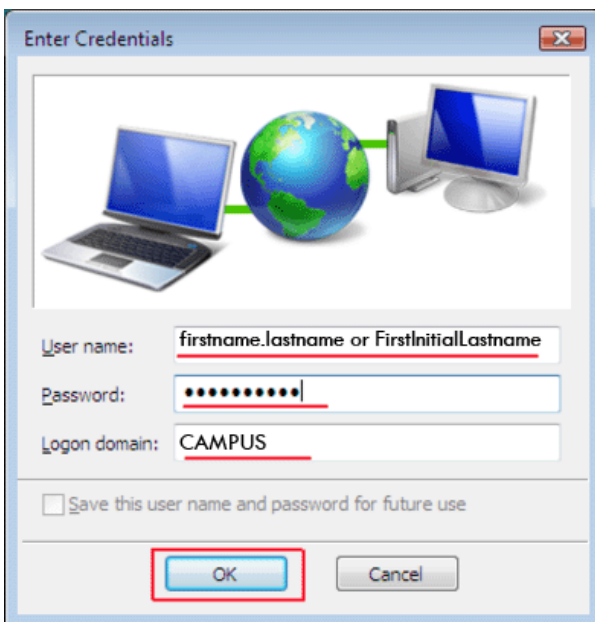 Enter Credentials
User name: firstname.lastname or FirstInitialLastname
Password: ●●●●●●●●●●
Logon domain: CAMPUS
Save this user name and password for future use
OK Cancel